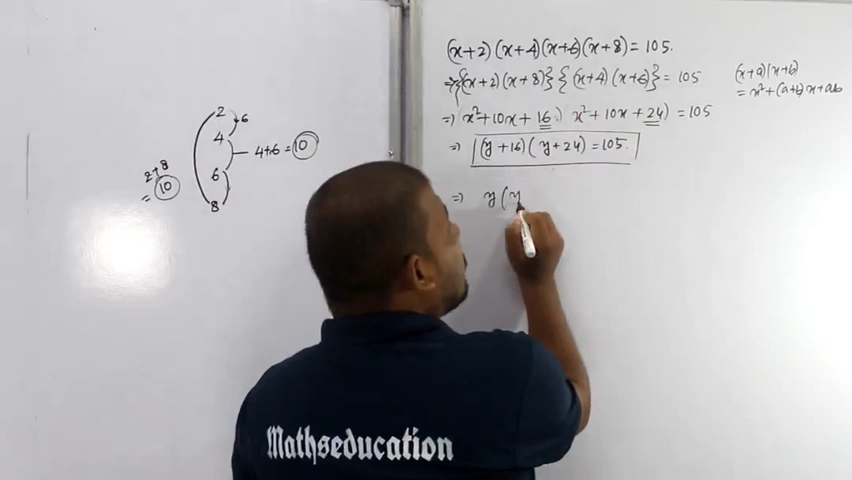 (x+2)(x+4)(x+6)(x+8) = 105.
=> {(x+2)(x+8)} {(x+4)(x+6)} = 105
=> (x²+10x+16)(x²+10x+24) = 105
=> (y+16)(y+24) = 105.
=> y(y
(x+a)(x+b)
= x²+(a+b)x+ab
2
6
4
4+6 = 10
6
8
2+8
= 10
Mathseducation